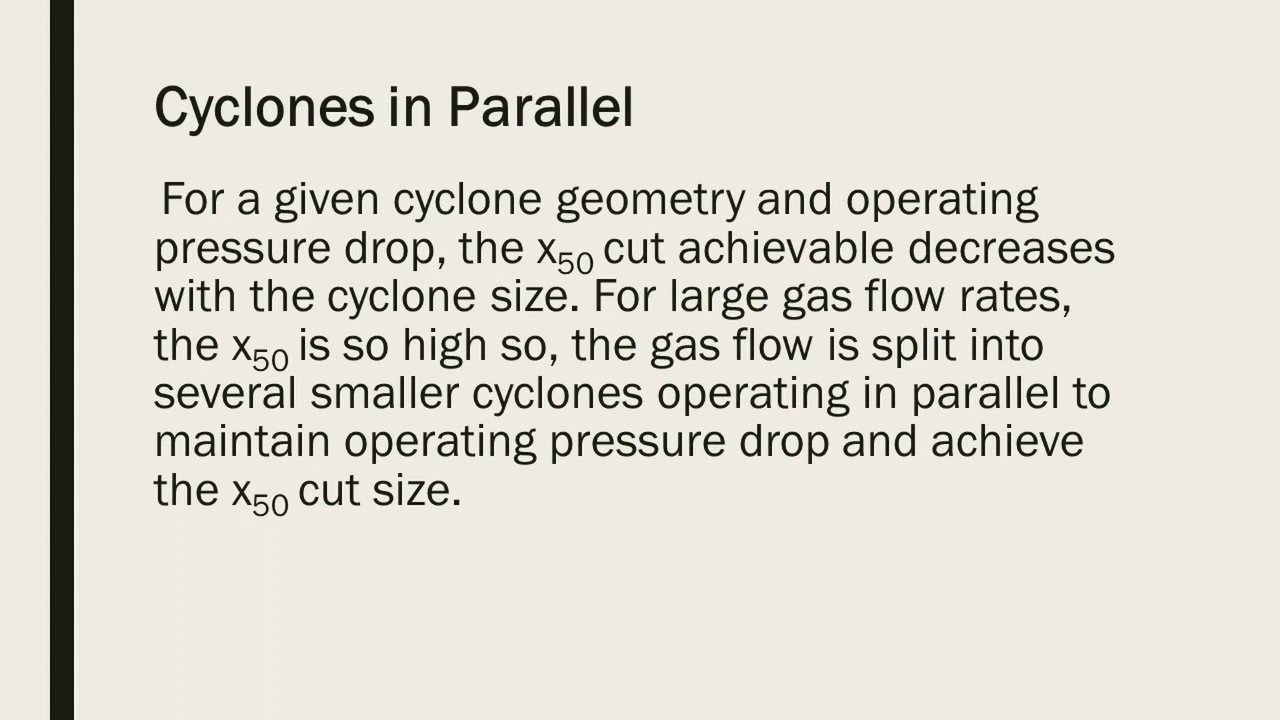 Cyclones in Parallel
For a given cyclone geometry and operating
pressure drop, the x₅₀ cut achievable decreases
with the cyclone size. For large gas flow rates,
the x₅₀ is so high so, the gas flow is split into
several smaller cyclones operating in parallel to
maintain operating pressure drop and achieve
the x₅₀ cut size.